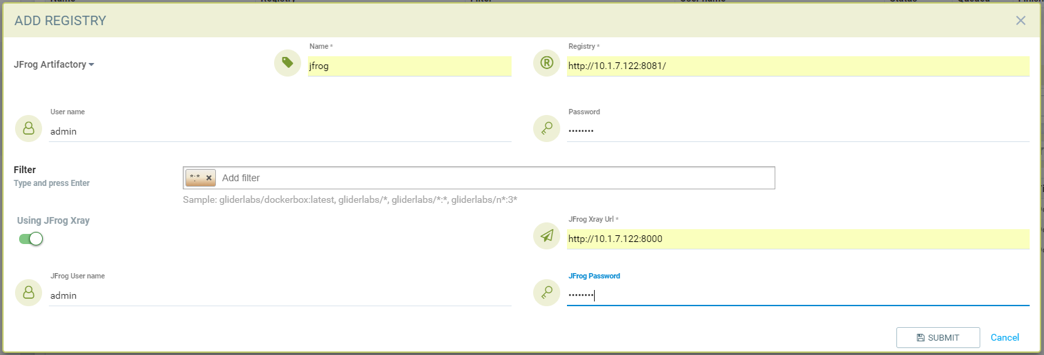 ADD REGISTRY
JFrog Artifactory
Name *
jfrog
Registry *
http://10.1.7.122:8081/
User name
admin
Password
••••••••
Filter
Type and press Enter
*:* × Add filter
Sample: gliderlabs/dockerbox:latest, gliderlabs/*, gliderlabs/*:*, gliderlabs/n*:3*
Using JFrog Xray
JFrog Xray Url *
http://10.1.7.122:8000
JFrog User name
admin
JFrog Password
••••••••
SUBMIT Cancel